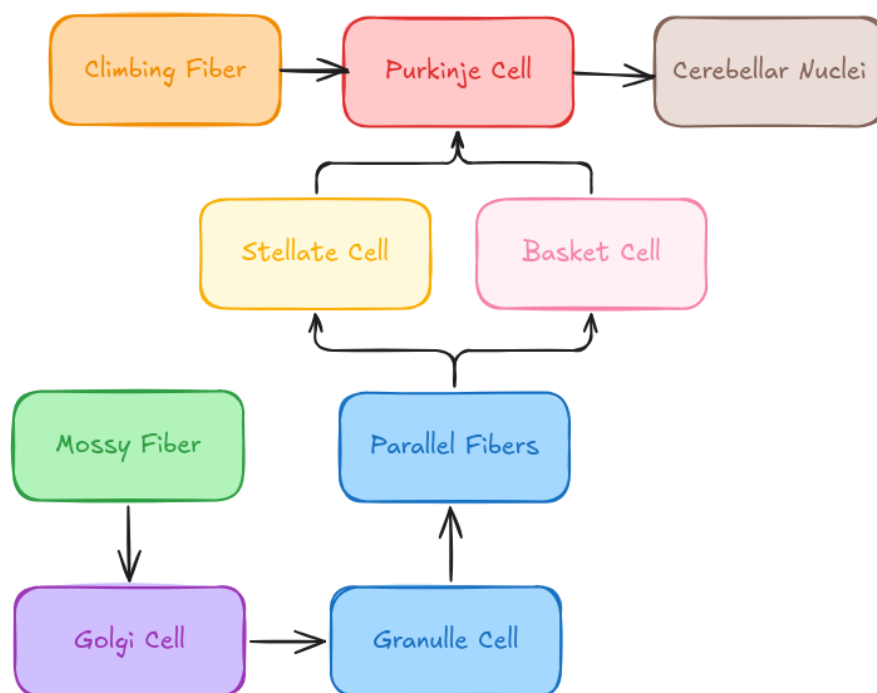 Climbing Fiber
Purkinje Cell
Cerebellar Nuclei
Stellate Cell
Basket Cell
Mossy Fiber
Parallel Fibers
Golgi Cell
Granulle Cell